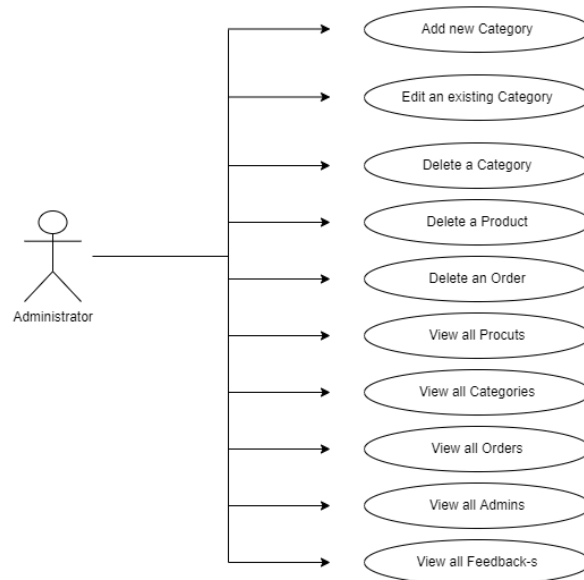 Add new Category
Edit an existing Category
Delete a Category
Delete a Product
Delete an Order
Administrator
View all Procuts
View all Categories
View all Orders
View all Admins
View all Feedback-s